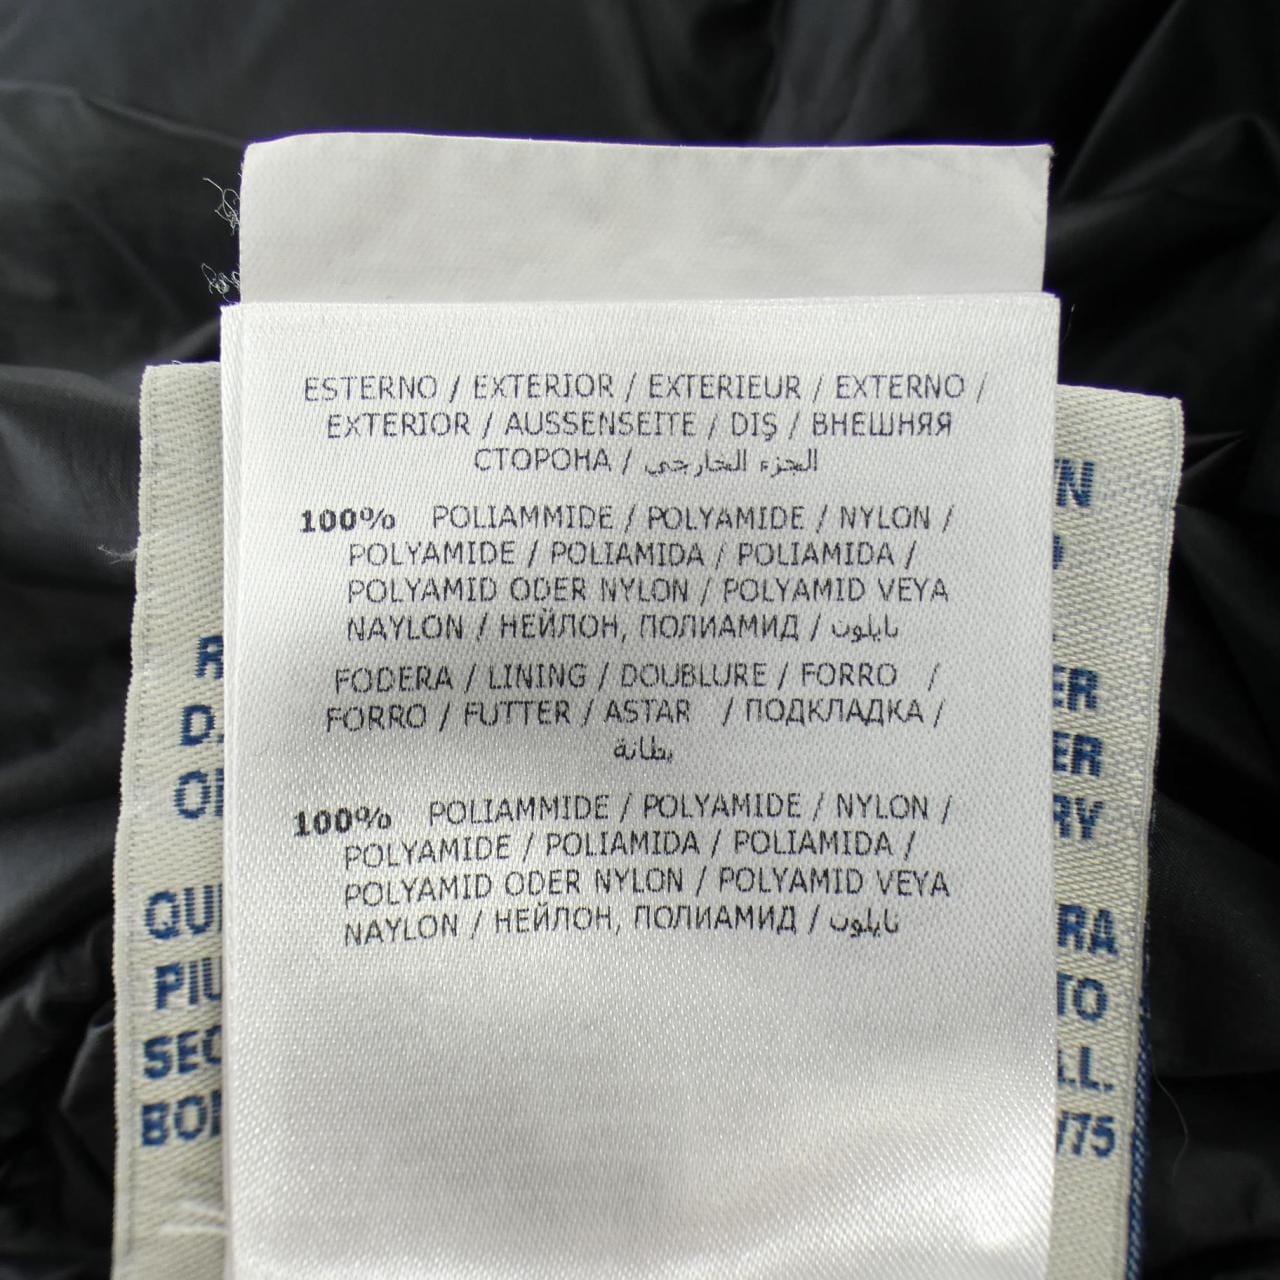 ESTERNO / EXTERIOR / EXTERIEUR / EXTERNO /
EXTERIOR / AUSSENSEITE / DIŞ / ВНЕШНЯЯ
СТОРОНА / الجزء الخارجي
100% POLIAMMIDE / POLYAMIDE / NYLON /
POLYAMIDE / POLIAMIDA / POLIAMIDA /
POLYAMID ODER NYLON / POLYAMID VEYA
NAYLON / НЕЙЛОН, ПОЛИАМИД / نايلون
FODERA / LINING / DOUBLURE / FORRO /
FORRO / FUTTER / ASTAR / ПОДКЛАДКА /
بطانة
100% POLIAMMIDE / POLYAMIDE / NYLON /
POLYAMIDE / POLIAMIDA / POLIAMIDA /
POLYAMID ODER NYLON / POLYAMID VEYA
NAYLON / НЕЙЛОН, ПОЛИАМИД / نايلون